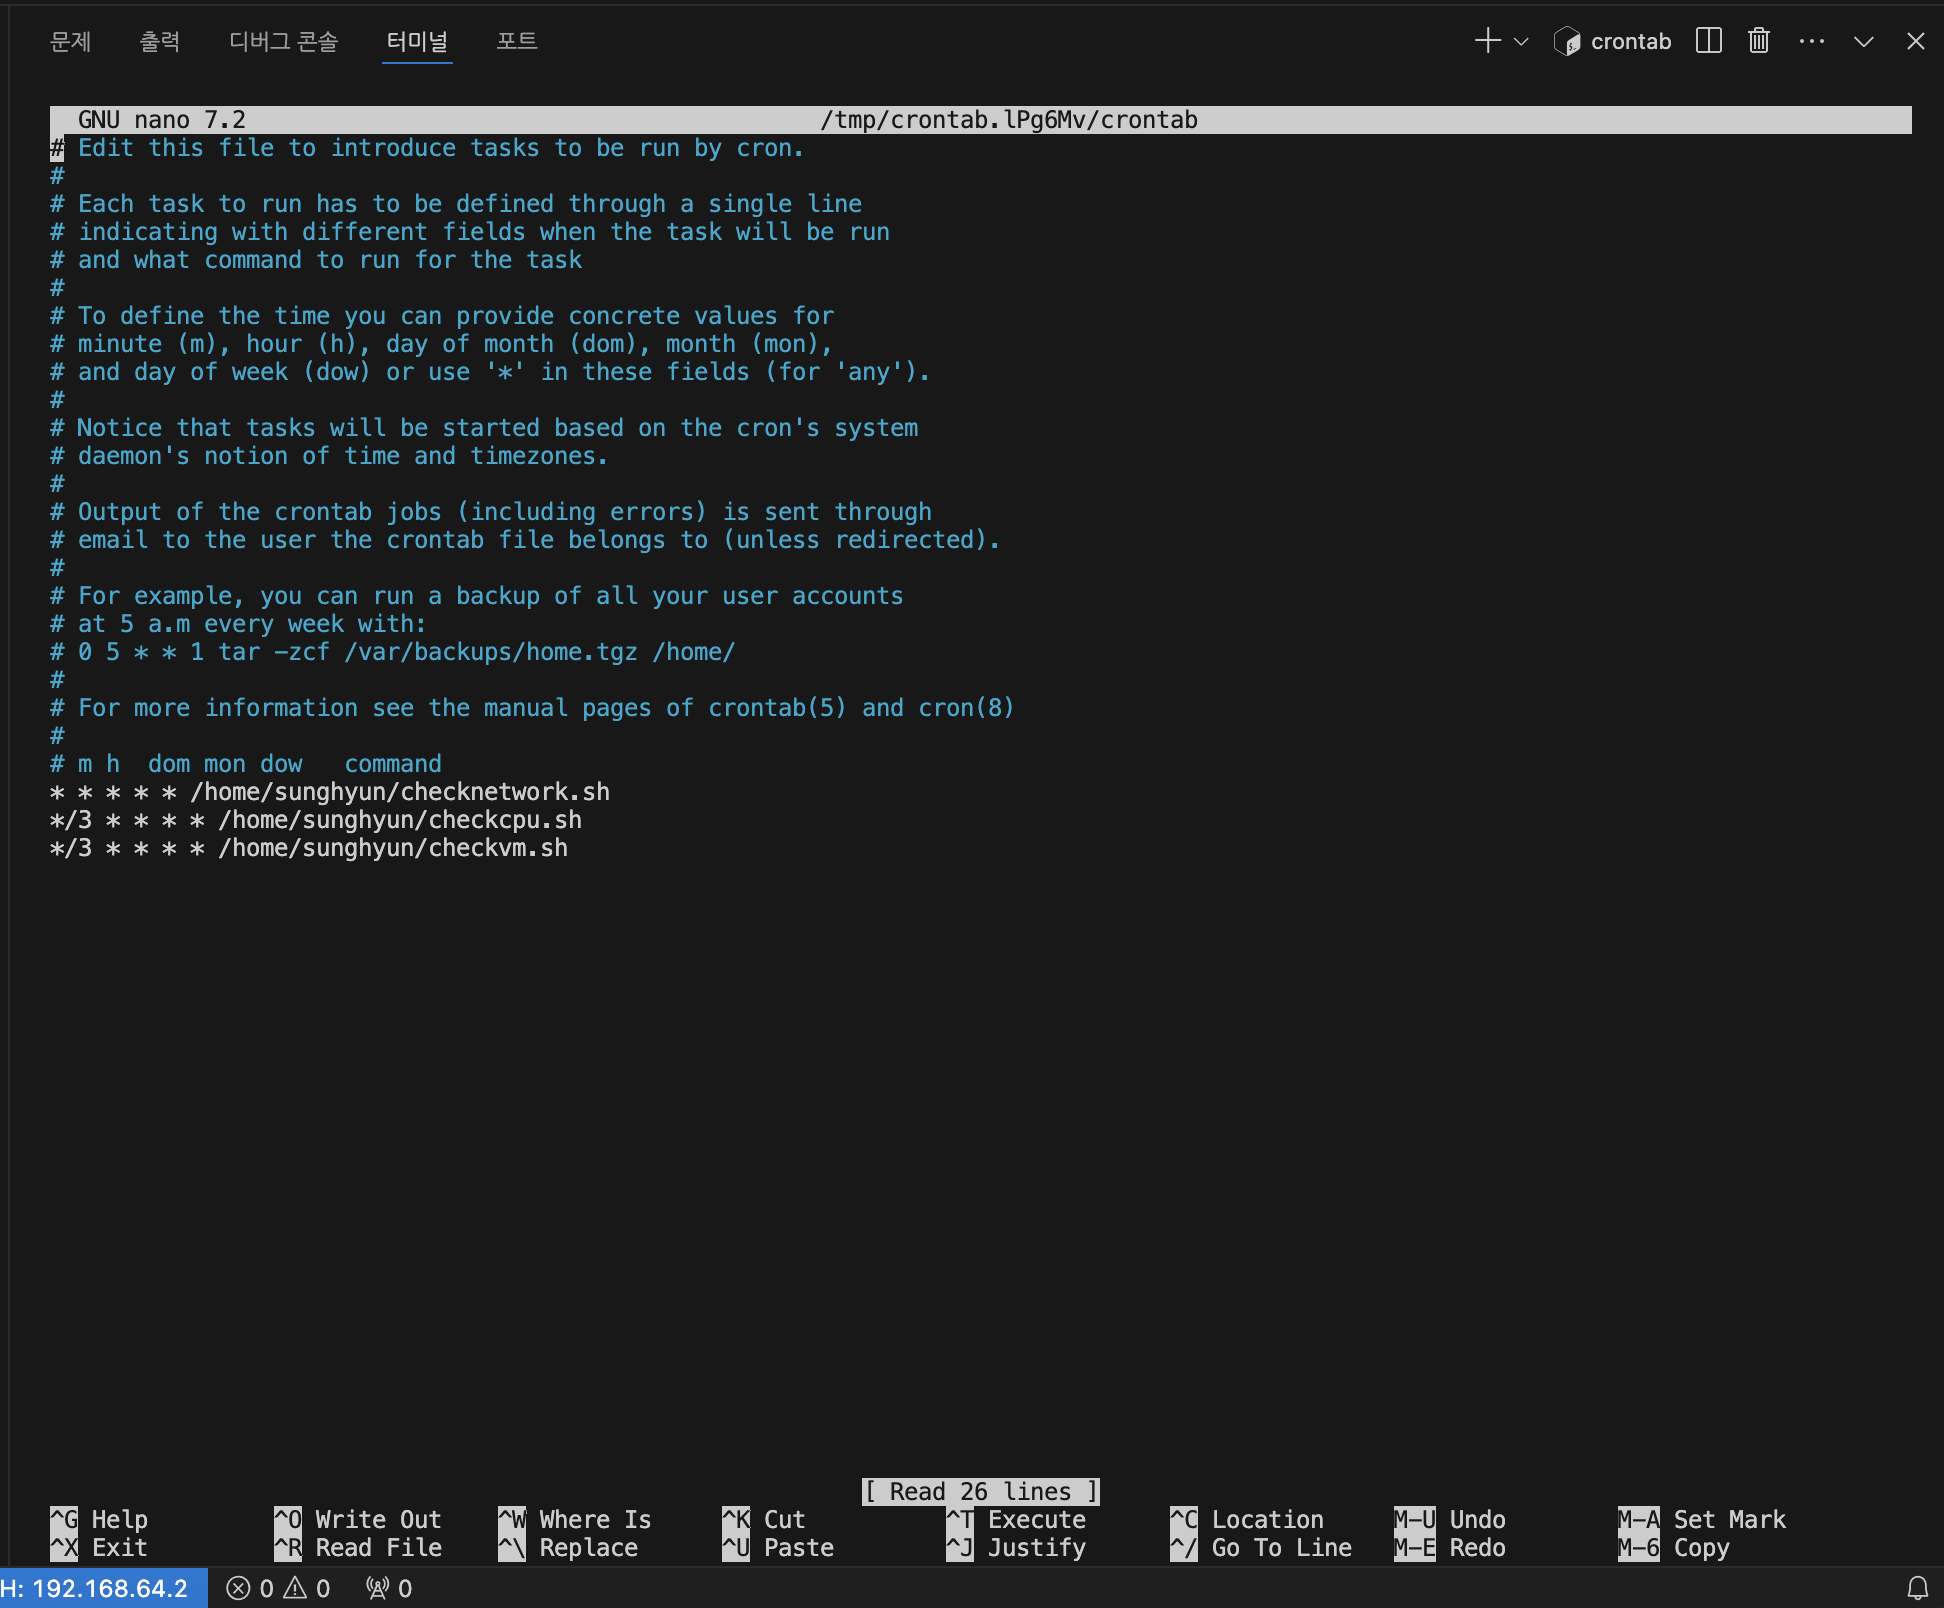 문제 출력 디버그 콘솔 터미널 포트 crontab
GNU nano 7.2 /tmp/crontab.lPg6Mv/crontab
# Edit this file to introduce tasks to be run by cron.
#
# Each task to run has to be defined through a single line
# indicating with different fields when the task will be run
# and what command to run for the task
#
# To define the time you can provide concrete values for
# minute (m), hour (h), day of month (dom), month (mon),
# and day of week (dow) or use '*' in these fields (for 'any').
#
# Notice that tasks will be started based on the cron's system
# daemon's notion of time and timezones.
#
# Output of the crontab jobs (including errors) is sent through
# email to the user the crontab file belongs to (unless redirected).
#
# For example, you can run a backup of all your user accounts
# at 5 a.m every week with:
# 0 5 * * 1 tar -zcf /var/backups/home.tgz /home/
#
# For more information see the manual pages of crontab(5) and cron(8)
#
# m h  dom mon dow   command
* * * * * /home/sunghyun/checknetwork.sh
*/3 * * * * /home/sunghyun/checkcpu.sh
*/3 * * * * /home/sunghyun/checkvm.sh
[ Read 26 lines ]
^G Help ^O Write Out ^W Where Is ^K Cut ^T Execute ^C Location M-U Undo M-A Set Mark
^X Exit ^R Read File ^\ Replace ^U Paste ^J Justify ^/ Go To Line M-E Redo M-6 Copy
H: 192.168.64.2 0 0 0